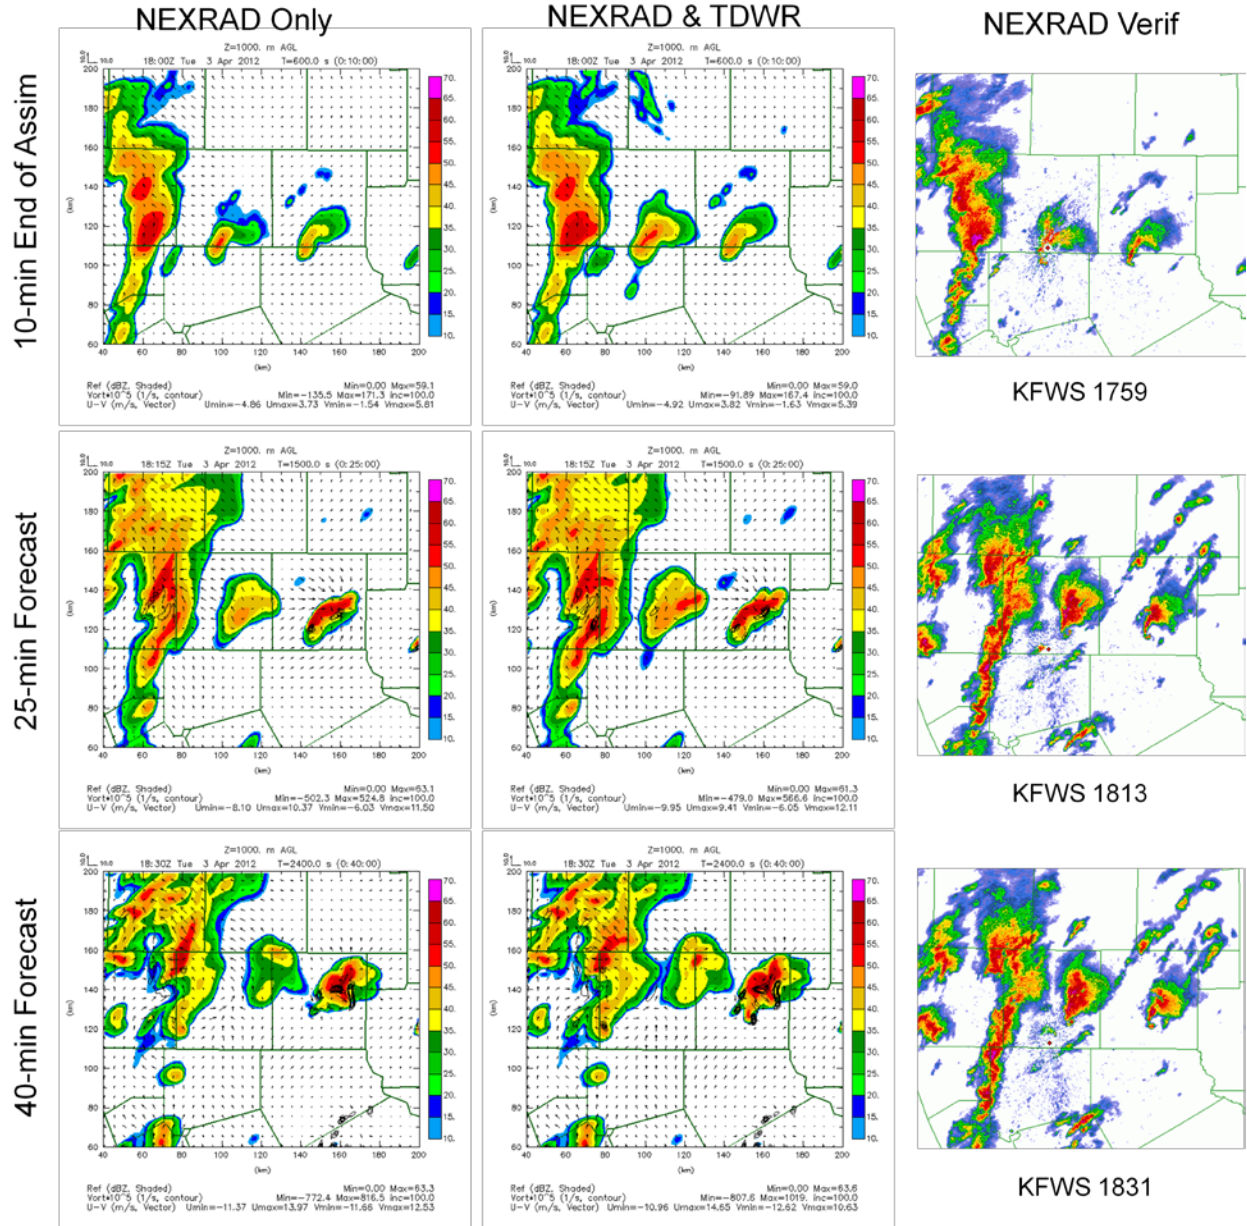 NEXRAD Only
NEXRAD & TDWR
NEXRAD Verif
10-min End of Assim
Z=1000. m AGL
18:00Z Tue 3 Apr 2012 T=600.0 s (0:10:00)
Ref (dBZ, Shaded) Min=0.00 Max=59.1
Vort*10^5 (1/s, contour) Min=-135.5 Max=171.3 inc=100.0
U-V (m/s, Vector) Umin=-4.86 Umax=3.73 Vmin=-1.54 Vmax=5.81
Z=1000. m AGL
18:00Z Tue 3 Apr 2012 T=600.0 s (0:10:00)
Ref (dBZ, Shaded) Min=0.00 Max=59.0
Vort*10^5 (1/s, contour) Min=-91.89 Max=167.4 inc=100.0
U-V (m/s, Vector) Umin=-4.92 Umax=3.82 Vmin=-1.63 Vmax=5.39
KFWS 1759
25-min Forecast
Z=1000. m AGL
18:15Z Tue 3 Apr 2012 T=1500.0 s (0:25:00)
Ref (dBZ, Shaded) Min=0.00 Max=63.1
Vort*10^5 (1/s, contour) Min=-502.3 Max=524.8 inc=100.0
U-V (m/s, Vector) Umin=-8.10 Umax=10.37 Vmin=-6.03 Vmax=11.50
Z=1000. m AGL
18:15Z Tue 3 Apr 2012 T=1500.0 s (0:25:00)
Ref (dBZ, Shaded) Min=0.00 Max=61.3
Vort*10^5 (1/s, contour) Min=-479.0 Max=566.6 inc=100.0
U-V (m/s, Vector) Umin=-9.95 Umax=9.41 Vmin=-6.05 Vmax=12.11
KFWS 1813
40-min Forecast
Z=1000. m AGL
18:30Z Tue 3 Apr 2012 T=2400.0 s (0:40:00)
Ref (dBZ, Shaded) Min=0.00 Max=63.3
Vort*10^5 (1/s, contour) Min=-772.4 Max=816.5 inc=100.0
U-V (m/s, Vector) Umin=-11.37 Umax=13.97 Vmin=-11.66 Vmax=12.53
Z=1000. m AGL
18:30Z Tue 3 Apr 2012 T=2400.0 s (0:40:00)
Ref (dBZ, Shaded) Min=0.00 Max=63.6
Vort*10^5 (1/s, contour) Min=-807.6 Max=1019. inc=100.0
U-V (m/s, Vector) Umin=-10.96 Umax=14.65 Vmin=-12.62 Vmax=10.63
KFWS 1831